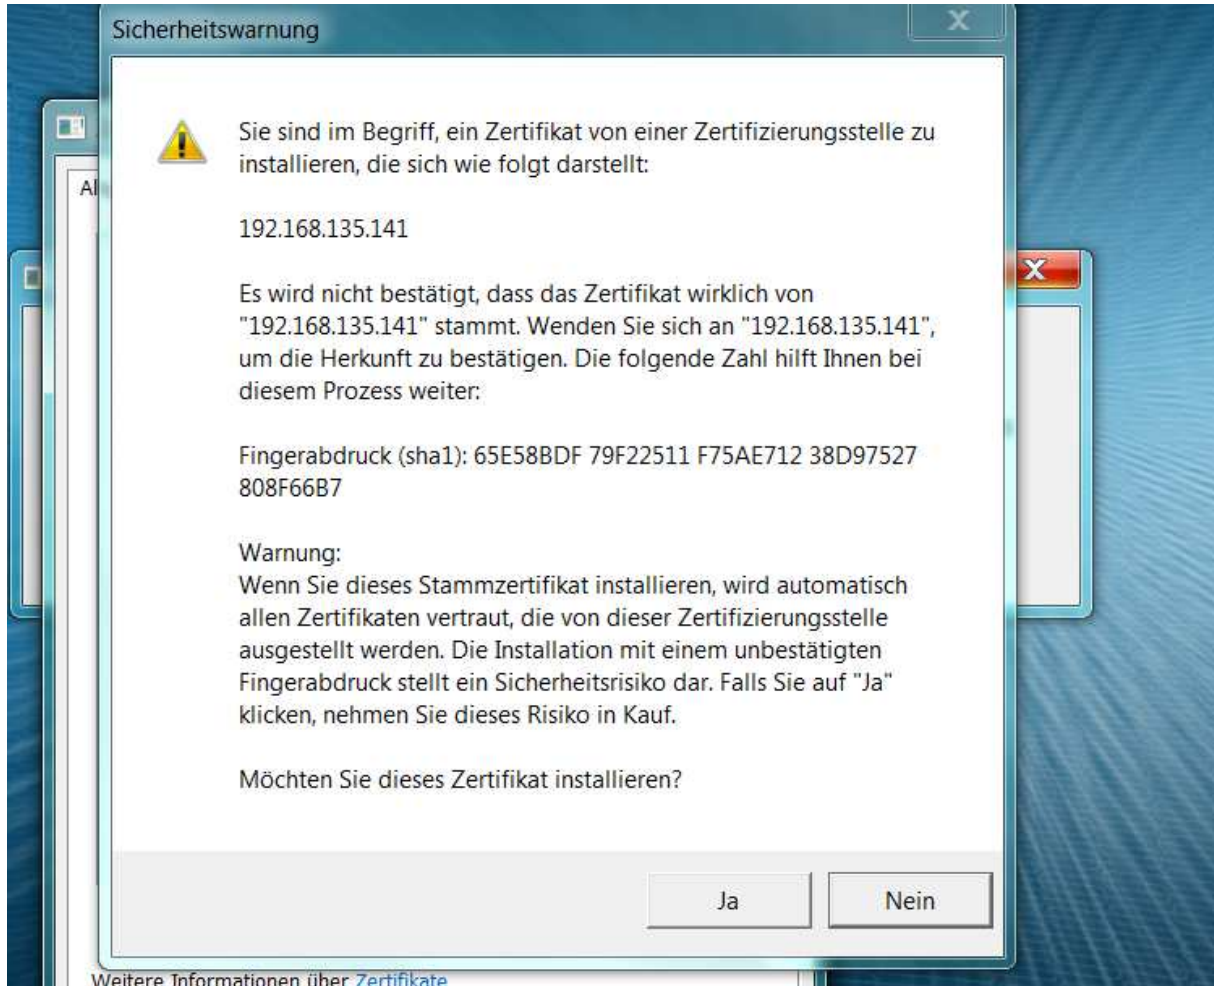 Sicherheitswarnung
X
Sie sind im Begriff, ein Zertifikat von einer Zertifizierungsstelle zu
installieren, die sich wie folgt darstellt:
Al
192.168.135.141
X
Es wird nicht bestätigt, dass das Zertifikat wirklich von
"192.168.135.141" stammt. Wenden Sie sich an "192.168.135.141",
um die Herkunft zu bestätigen. Die folgende Zahl hilft Ihnen bei
diesem Prozess weiter:
Fingerabdruck (sha1): 65E58BDF 79F22511 F75AE712 38D97527
808F66B7
Warnung:
Wenn Sie dieses Stammzertifikat installieren, wird automatisch
allen Zertifikaten vertraut, die von dieser Zertifizierungsstelle
ausgestellt werden. Die Installation mit einem unbestätigten
Fingerabdruck stellt ein Sicherheitsrisiko dar. Falls Sie auf "Ja"
klicken, nehmen Sie dieses Risiko in Kauf.
Möchten Sie dieses Zertifikat installieren?
Ja Nein
Weitere Informationen über Zertifikate